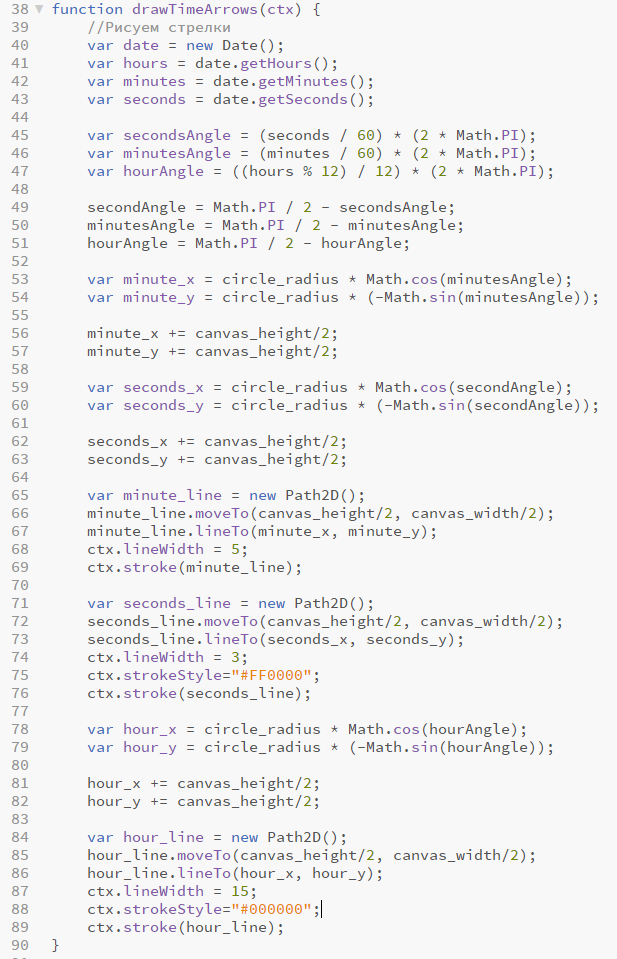 38 function drawTimeArrows(ctx) {
39     //Рисуем стрелки
40     var date = new Date();
41     var hours = date.getHours();
42     var minutes = date.getMinutes();
43     var seconds = date.getSeconds();
44
45     var secondsAngle = (seconds / 60) * (2 * Math.PI);
46     var minutesAngle = (minutes / 60) * (2 * Math.PI);
47     var hourAngle = ((hours % 12) / 12) * (2 * Math.PI);
48
49     secondAngle = Math.PI / 2 - secondsAngle;
50     minutesAngle = Math.PI / 2 - minutesAngle;
51     hourAngle = Math.PI / 2 - hourAngle;
52
53     var minute_x = circle_radius * Math.cos(minutesAngle);
54     var minute_y = circle_radius * (-Math.sin(minutesAngle));
55
56     minute_x += canvas_height/2;
57     minute_y += canvas_height/2;
58
59     var seconds_x = circle_radius * Math.cos(secondAngle);
60     var seconds_y = circle_radius * (-Math.sin(secondAngle));
61
62     seconds_x += canvas_height/2;
63     seconds_y += canvas_height/2;
64
65     var minute_line = new Path2D();
66     minute_line.moveTo(canvas_height/2, canvas_width/2);
67     minute_line.lineTo(minute_x, minute_y);
68     ctx.lineWidth = 5;
69     ctx.stroke(minute_line);
70
71     var seconds_line = new Path2D();
72     seconds_line.moveTo(canvas_height/2, canvas_width/2);
73     seconds_line.lineTo(seconds_x, seconds_y);
74     ctx.lineWidth = 3;
75     ctx.strokeStyle="#FF0000";
76     ctx.stroke(seconds_line);
77
78     var hour_x = circle_radius * Math.cos(hourAngle);
79     var hour_y = circle_radius * (-Math.sin(hourAngle));
80
81     hour_x += canvas_height/2;
82     hour_y += canvas_height/2;
83
84     var hour_line = new Path2D();
85     hour_line.moveTo(canvas_height/2, canvas_width/2);
86     hour_line.lineTo(hour_x, hour_y);
87     ctx.lineWidth = 15;
88     ctx.strokeStyle="#000000";
89     ctx.stroke(hour_line);
90 }